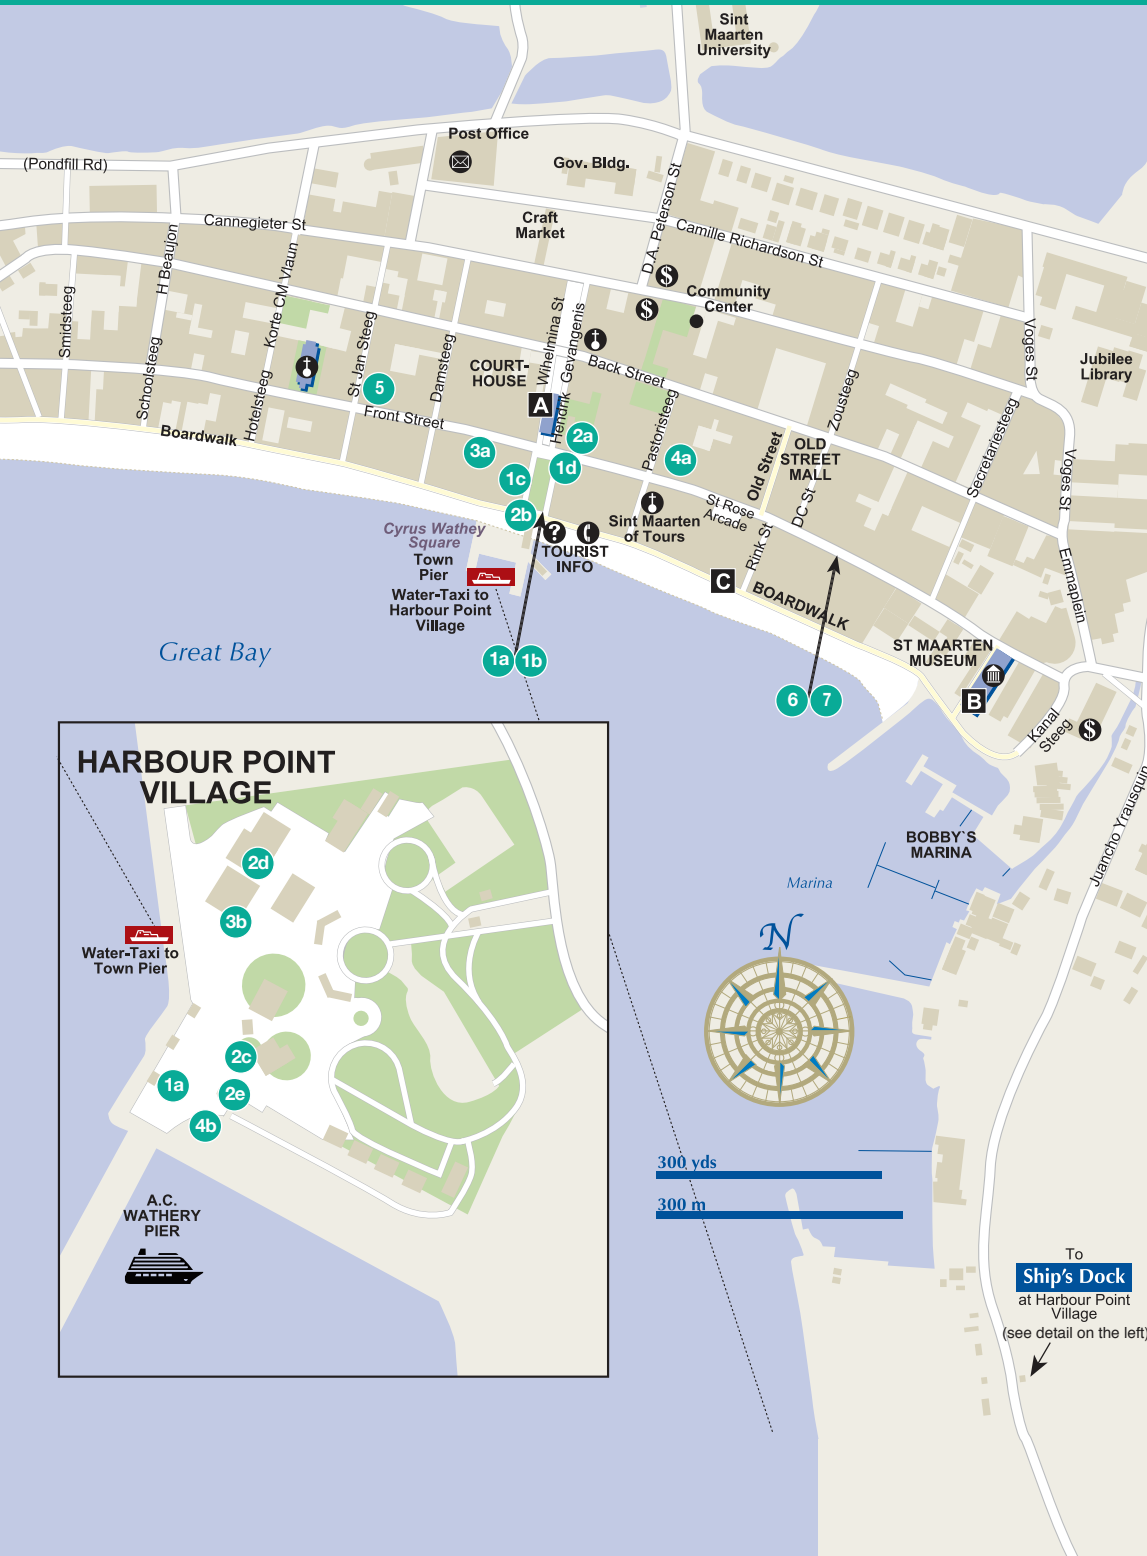 Sint
Maarten
University
Post Office
(Pondfill Rd)
Gov. Bldg.
Cannegieter St
Craft
Market
D.A. Peterson St
Camille Richardson St
H Beaujon
Korte CM Vlaun
$
Community
Center
$
Smidsteeg
Schoolsteeg
Hotelsteeg
St Jan Steeg
Damsteeg
Wihelmina St
Hendrik Gevangenis
COURT-
HOUSE
Back Street
Voges St
Jubilee
Library
5
A
Front Street
Boardwalk
Pastoristeeg
Zousteeg
Secretariesteeg
Voges St
2a
3a
1d
4a
1c
Old Street
OLD
STREET
MALL
DC St
St Rose
Arcade
2b
Cyrus Wathey
Square
Town
Pier
?
TOURIST
INFO
Sint Maarten
of Tours
Rink St
Emmaplein
Water-Taxi to
Harbour Point
Village
C
BOARDWALK
Great Bay
1a
1b
6
7
ST MAARTEN
MUSEUM
B
Kanal
Steeg
$
Juancho Yrausquin
HARBOUR POINT
VILLAGE
BOBBY`S
MARINA
Marina
2d
3b
Water-Taxi to
Town Pier
N
2c
1a
2e
4b
A.C.
WATHERY
PIER
300 yds
300 m
To
Ship's Dock
at Harbour Point
Village
(see detail on the left)